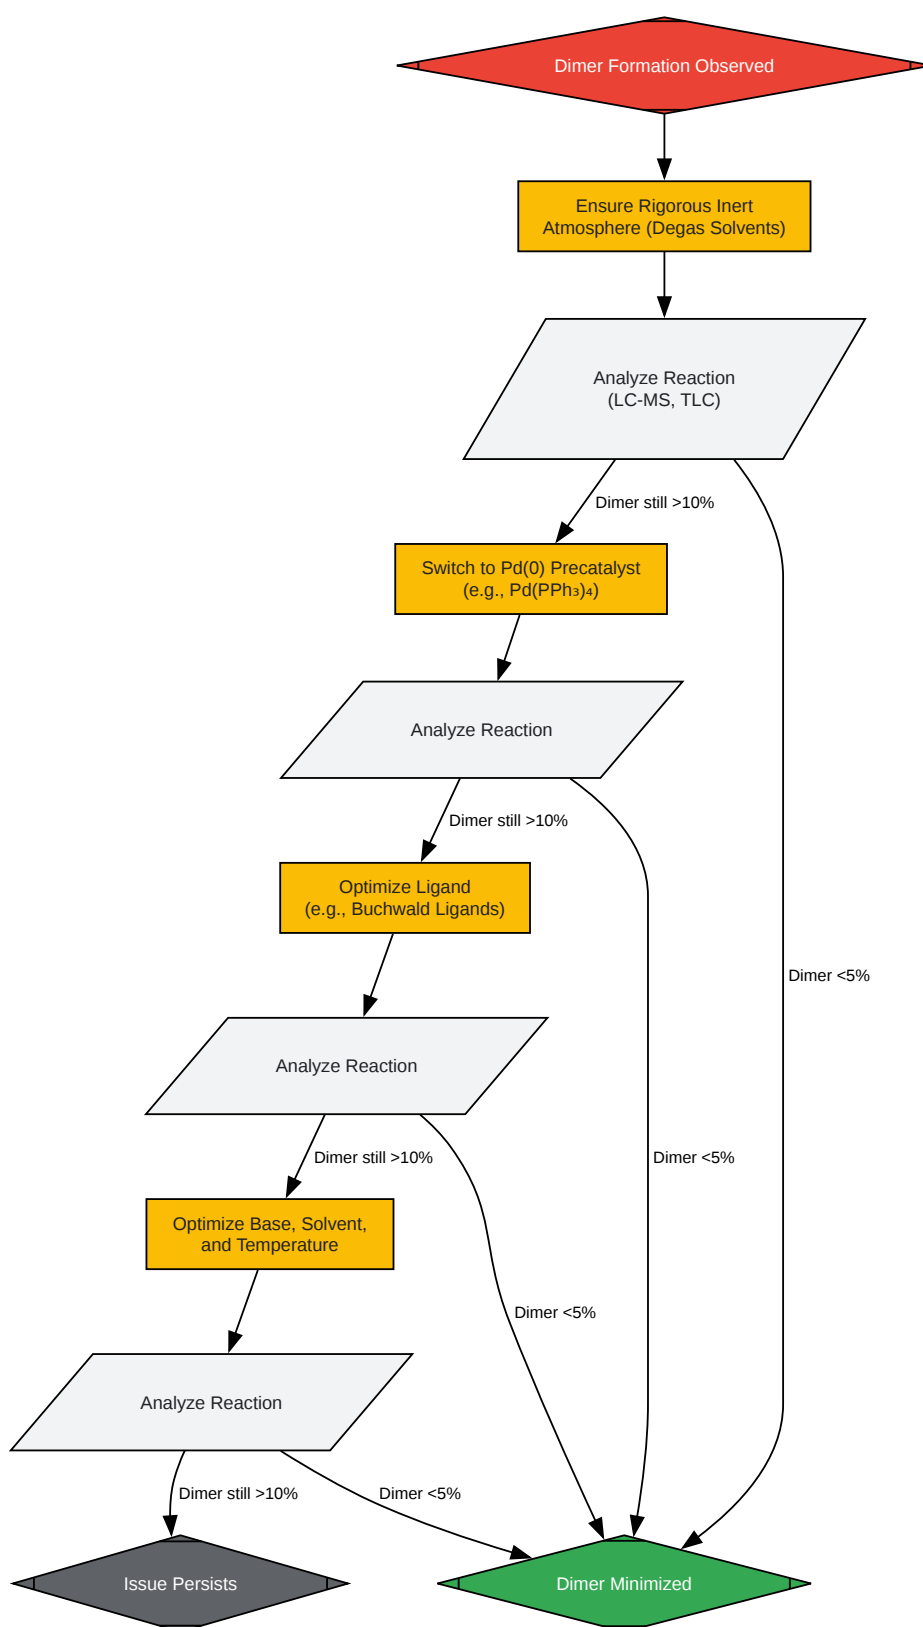 Dimer Formation Observed
Ensure Rigorous Inert
Atmosphere (Degas Solvents)
Analyze Reaction
(LC-MS, TLC)
Dimer still >10%
Switch to Pd(0) Precatalyst
(e.g., Pd(PPh₃)₄)
Analyze Reaction
Dimer still >10%
Optimize Ligand
(e.g., Buchwald Ligands)
Dimer <5%
Analyze Reaction
Dimer still >10%
Dimer <5%
Optimize Base, Solvent,
and Temperature
Dimer <5%
Analyze Reaction
Dimer still >10%
Dimer <5%
Issue Persists
Dimer Minimized